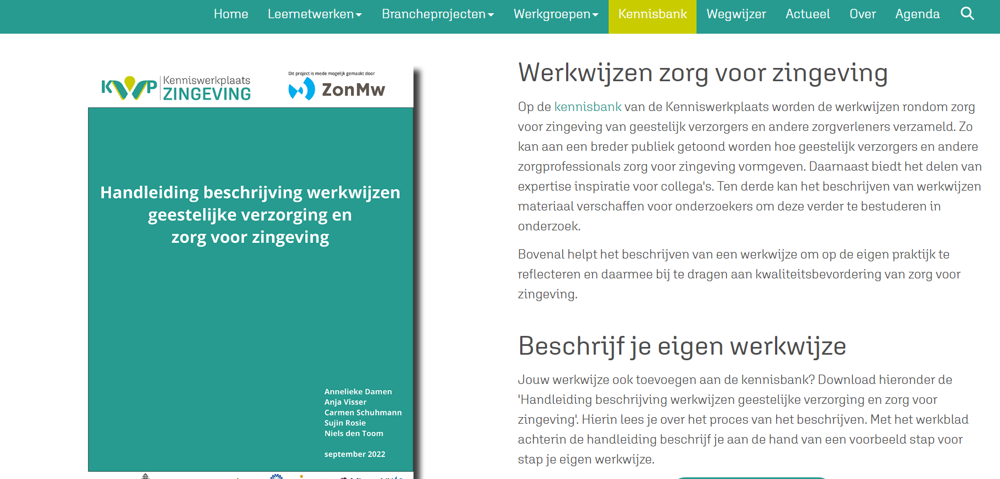 Home Leernetwerken Brancheprojecten Werkgroepen Kennisbank Wegwijzer Actueel Over Agenda
KWP Kenniswerkplaats
ZINGEVING
Dit project is mede mogelijk gemaakt door
ZonMw
Handleiding beschrijving werkwijzen
geestelijke verzorging en
zorg voor zingeving
Annelieke Damen
Anja Visser
Carmen Schuhmann
Sujin Rosie
Niels den Toom
september 2022
Werkwijzen zorg voor zingeving
Op de kennisbank van de Kenniswerkplaats worden de werkwijzen rondom zorg
voor zingeving van geestelijk verzorgers en andere zorgverleners verzameld. Zo
kan aan een breder publiek getoond worden hoe geestelijk verzorgers en andere
zorgprofessionals zorg voor zingeving vormgeven. Daarnaast biedt het delen van
expertise inspiratie voor collega's. Ten derde kan het beschrijven van werkwijzen
materiaal verschaffen voor onderzoekers om deze verder te bestuderen in
onderzoek.
Bovenal helpt het beschrijven van een werkwijze om op de eigen praktijk te
reflecteren en daarmee bij te dragen aan kwaliteitsbevordering van zorg voor
zingeving.
Beschrijf je eigen werkwijze
Jouw werkwijze ook toevoegen aan de kennisbank? Download hieronder de
'Handleiding beschrijving werkwijzen geestelijke verzorging en zorg voor
zingeving'. Hierin lees je over het proces van het beschrijven. Met het werkblad
achterin de handleiding beschrijf je aan de hand van een voorbeeld stap voor
stap je eigen werkwijze.